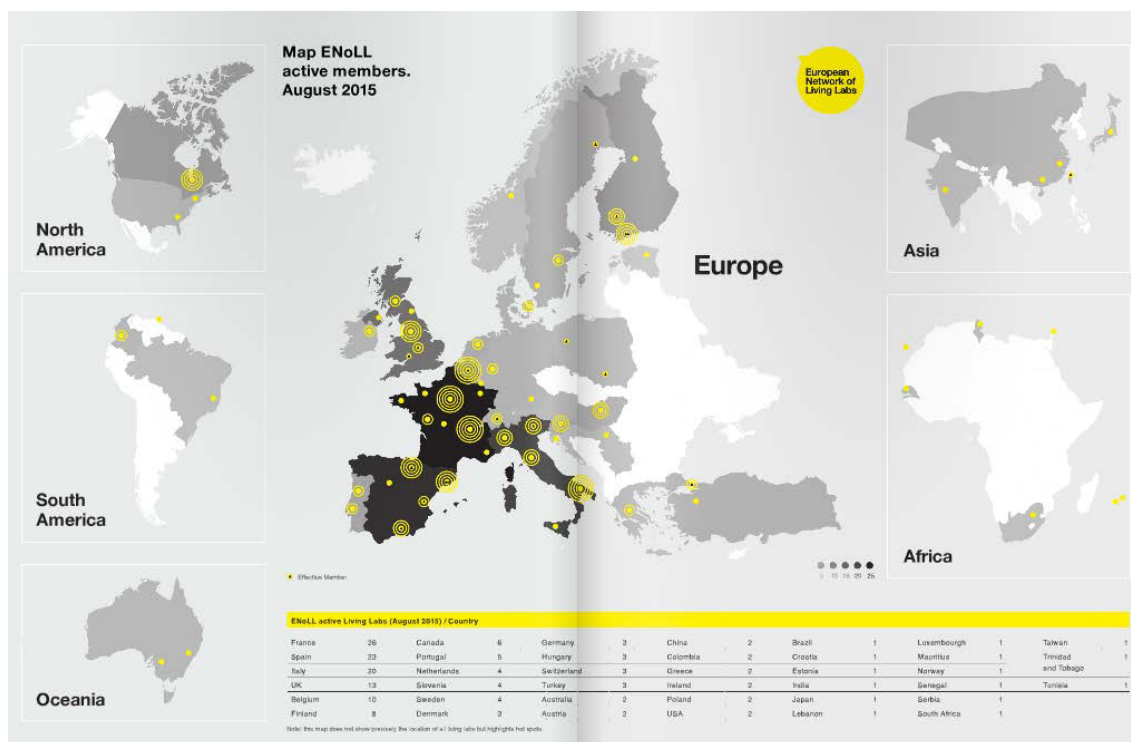 Map ENoLL
active members.
August 2015
European
Network of
Living Labs
North
America
South
America
Oceania
Europe
Asia
Africa
Effective Member
5 10 15 20 25
ENoLL active Living Labs (August 2015) / Country
France 26 Canada 6 Germany 3 China 2 Brazil 1 Luxembourgh 1 Taiwan 1
Spain 23 Portugal 5 Hungary 3 Colombia 2 Croatia 1 Mauritius 1 Trinidad 1
and Tobago
Italy 20 Netherlands 4 Switzerland 3 Greece 2 Estonia 1 Norway 1
UK 13 Slovenia 4 Turkey 3 Ireland 2 India 1 Senegal 1 Tunisia 1
Belgium 10 Sweden 4 Australia 2 Poland 2 Japan 1 Serbia 1
Finland 8 Denmark 3 Austria 2 USA 2 Lebanon 1 South Africa 1
Note: this map does not show precisely the location of all living labs but highlights hot spots.